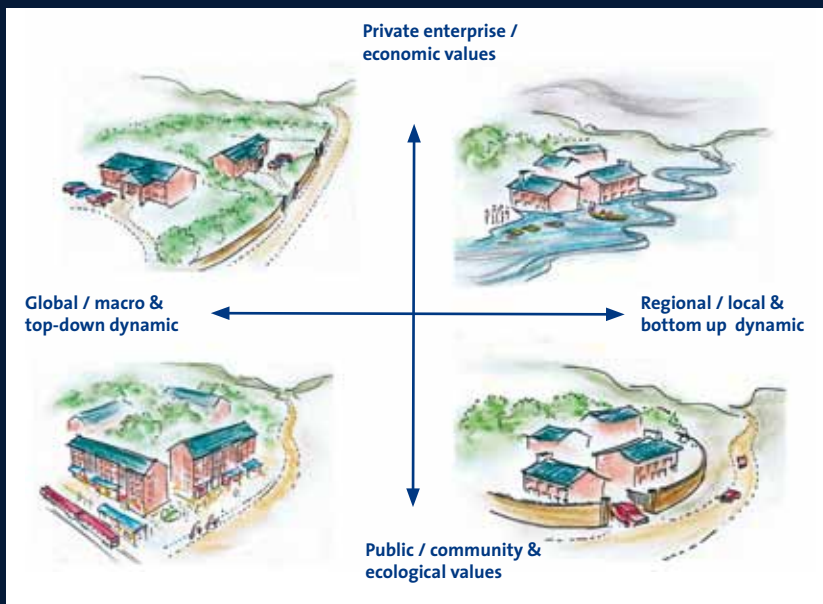 Private enterprise /
economic values
Global / macro &
top-down dynamic
Regional / local &
bottom up dynamic
Public / community &
ecological values